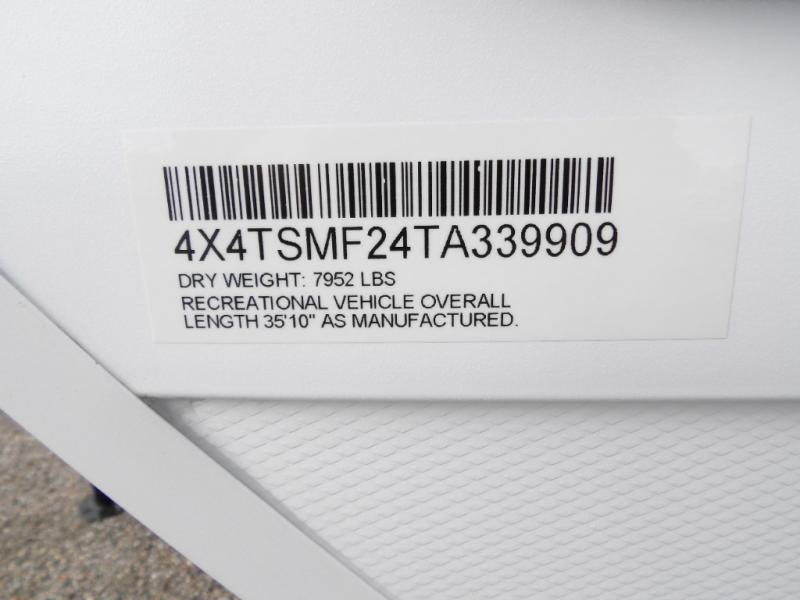 4X4TSMF24TA339909
DRY WEIGHT: 7952 LBS
RECREATIONAL VEHICLE OVERALL
LENGTH 35'10" AS MANUFACTURED.